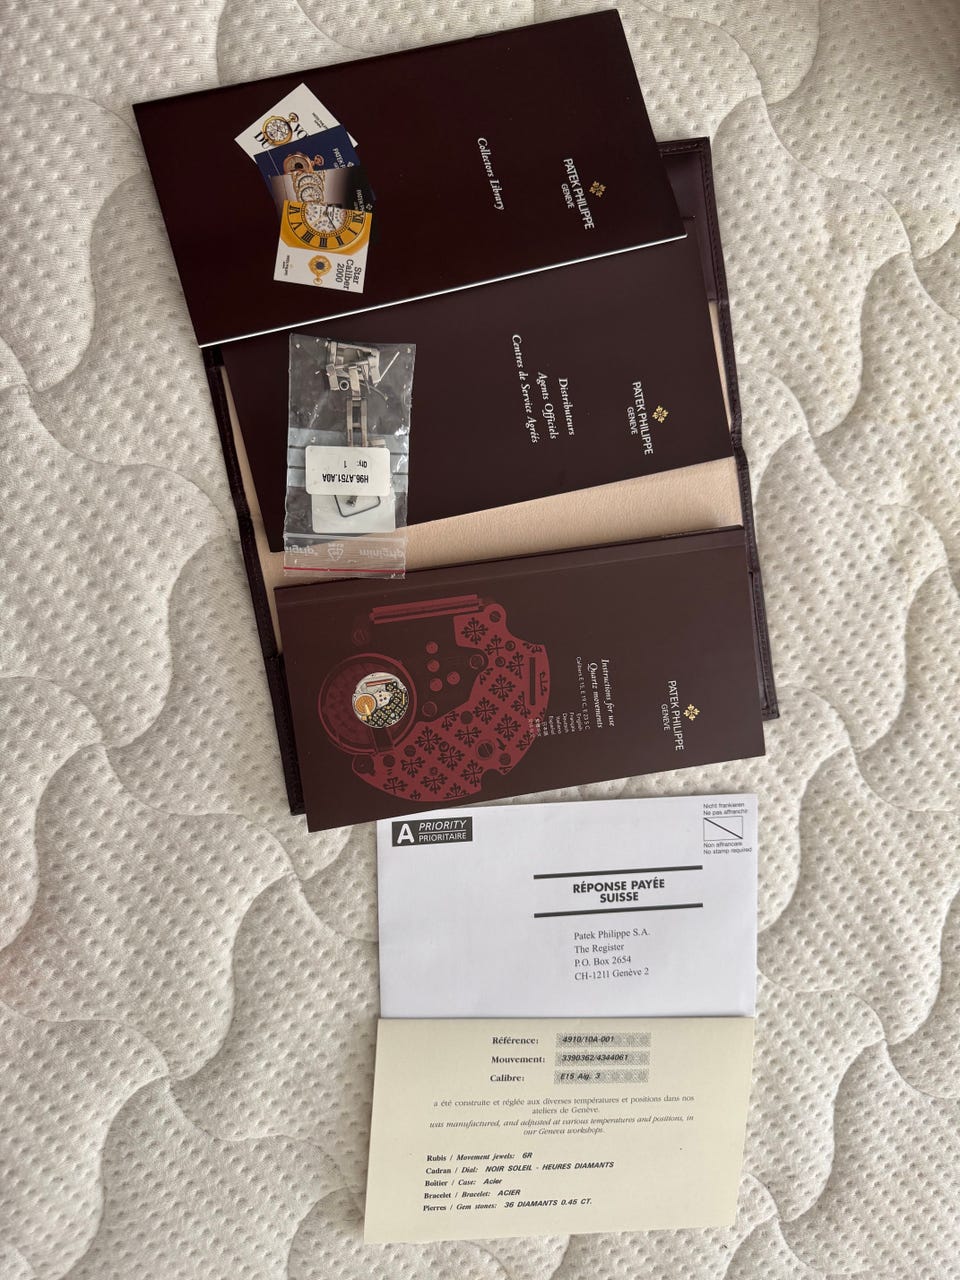 PATEK PHILIPPE
GENEVE
Collectors Library
PATEK
Star
Caliber
2000
PATEK PHILIPPE
GENEVE
Distributeurs
Agents Officiels
Centres de Service Agréés
H96.A751.A0A
Qty: 1
PATEK PHILIPPE
GENEVE
Instructions for use
Quartz movements
English
Français
Deutsch
Italiano
Español
A PRIORITY
PRIORITAIRE
Nicht frankieren
Ne pas affranchir
Non affrancare
No stamp required
RÉPONSE PAYÉE
SUISSE
Patek Philippe S.A.
The Register
P.O. Box 2654
CH-1211 Genève 2
Référence: 4910/10A-001
Mouvement: 3390362/4344061
Calibre: E15 Aig. 3
a été construite et réglée aux diverses températures et positions dans nos
ateliers de Genève.
was manufactured, and adjusted at various temperatures and positions, in
our Geneva workshops.
Rubis / Movement jewels: 6R
Cadran / Dial: NOIR SOLEIL - HEURES DIAMANTS
Boîtier / Case: Acier
Bracelet / Bracelet: ACIER
Pierres / Gem stones: 36 DIAMANTS 0.45 CT.